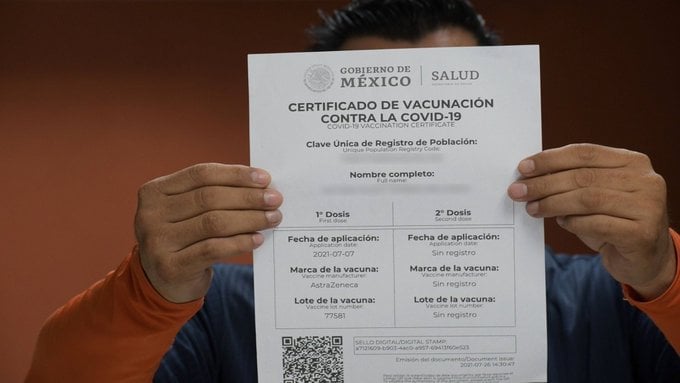 GOBIERNO DE
MÉXICO
SALUD
CERTIFICADO DE VACUNACIÓN
CONTRA LA COVID-19
COVID-19 VACCINATION CERTIFICATE
Clave Única de Registro de Población:
Unique Population Registry Code:
Nombre completo:
Full name:
1° Dosis
First dose
2° Dosis
Second dose
Fecha de aplicación:
Application date:
2021-07-07
Marca de la vacuna:
Vaccine manufacturer:
AstraZeneca
Lote de la vacuna:
Vaccine lot number:
77581
Fecha de aplicación:
Application date:
Sin registro
Marca de la vacuna:
Vaccine manufacturer:
Sin registro
Lote de la vacuna:
Vaccine lot number:
Sin registro
SELLO DIGITAL/DIGITAL STAMP:
Emisión del documento/Document issue:
2021-07-26 14:30:47